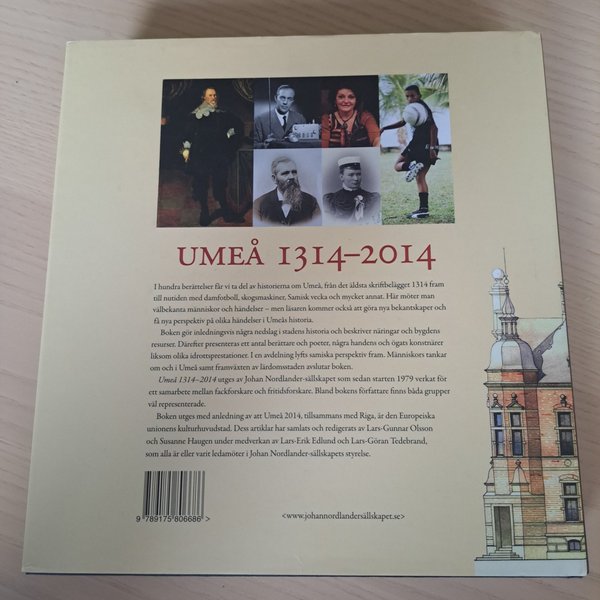 UMEÅ 1314–2014
I hundra berättelser får vi ta del av historierna om Umeå, från det äldsta skriftbelägget 1314 fram
till nutiden med damfotboll, skogsmaskiner, Samisk vecka och mycket annat. Här möter man
välbekanta människor och händelser – men läsaren kommer också att göra nya bekantskaper och
få nya perspektiv på olika händelser i Umeås historia.
Boken gör inledningsvis några nedslag i stadens historia och beskriver näringar och bygdens
resurser. Därefter presenteras ett antal berättare och poeter, några handens och ögats konstnärer
liksom olika idrottsprestationer. I en avdelning lyfts samiska perspektiv fram. Människors tankar
om och i Umeå samt framväxten av lärdomsstaden avslutar boken.
Umeå 1314–2014 utges av Johan Nordlander-sällskapet som sedan starten 1979 verkat för
ett samarbete mellan fackforskare och fritidsforskare. Bland bokens författare finns båda grupper
väl representerade.
Boken utges med anledning av att Umeå 2014, tillsammans med Riga, är den Europeiska
unionens kulturhuvudstad. Dess artiklar har samlats och redigerats av Lars-Gunnar Olsson
och Susanne Haugen under medverkan av Lars-Erik Edlund och Lars-Göran Tedebrand,
som alla är eller varit ledamöter i Johan Nordlander-sällskapets styrelse.
9 789175 806686 >
<www.johannordlandersällskapet.se>